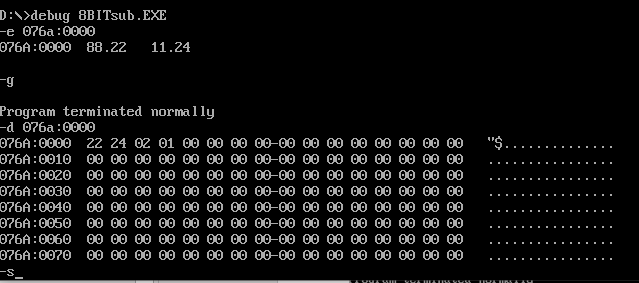 D:\>debug 8BITsub.EXE
-e 076a:0000
076A:0000  88.22   11.24
-g
Program terminated normally
-d 076a:0000
076A:0000  22 24 02 01 00 00 00 00-00 00 00 00 00 00 00 00   "$..............
076A:0010  00 00 00 00 00 00 00 00-00 00 00 00 00 00 00 00   ................
076A:0020  00 00 00 00 00 00 00 00-00 00 00 00 00 00 00 00   ................
076A:0030  00 00 00 00 00 00 00 00-00 00 00 00 00 00 00 00   ................
076A:0040  00 00 00 00 00 00 00 00-00 00 00 00 00 00 00 00   ................
076A:0050  00 00 00 00 00 00 00 00-00 00 00 00 00 00 00 00   ................
076A:0060  00 00 00 00 00 00 00 00-00 00 00 00 00 00 00 00   ................
076A:0070  00 00 00 00 00 00 00 00-00 00 00 00 00 00 00 00   ................
-s_
terminated normally